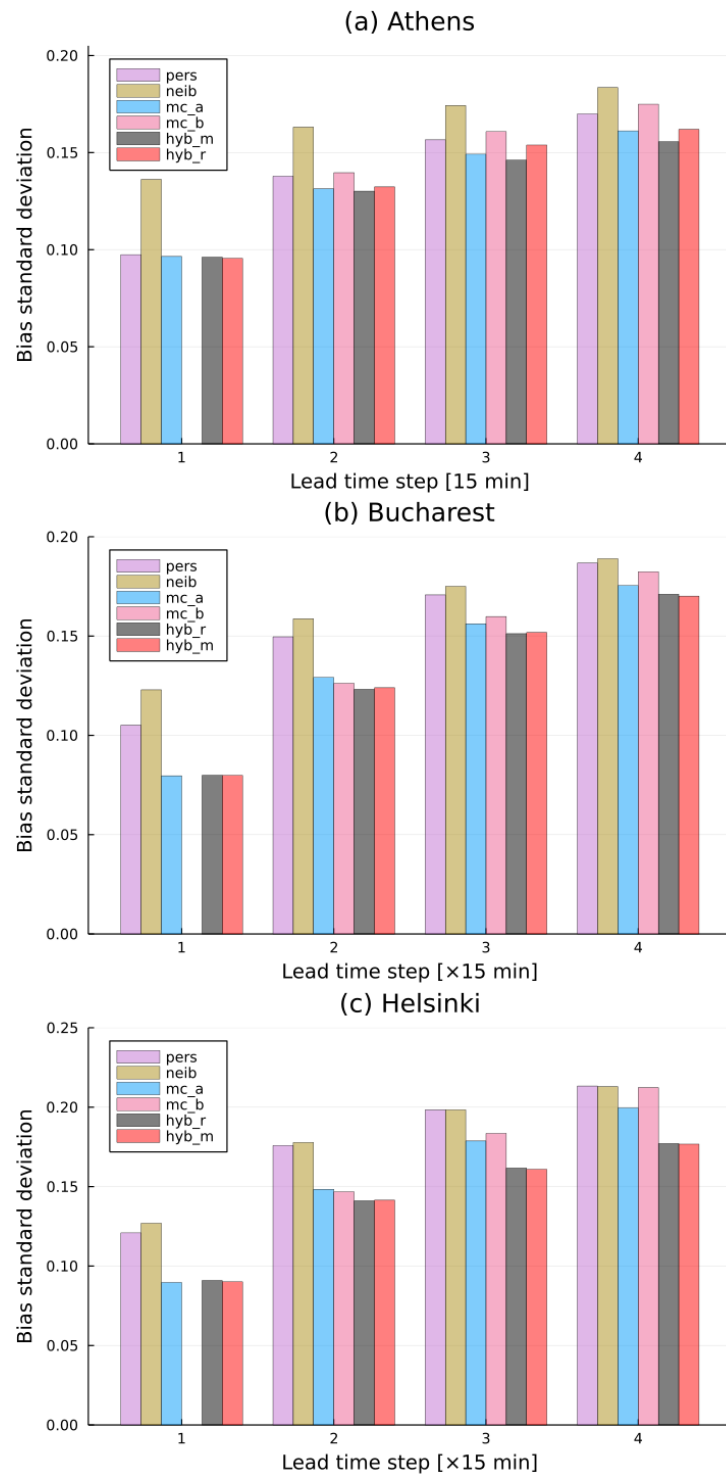 (a) Athens
Bias standard deviation
0.20
0.15
0.10
0.05
0.00
pers
neib
mc_a
mc_b
hyb_m
hyb_r
1 2 3 4
Lead time step [15 min]
(b) Bucharest
Bias standard deviation
0.20
0.15
0.10
0.05
0.00
pers
neib
mc_a
mc_b
hyb_r
hyb_m
1 2 3 4
Lead time step [×15 min]
(c) Helsinki
Bias standard deviation
0.25
0.20
0.15
0.10
0.05
0.00
pers
neib
mc_a
mc_b
hyb_r
hyb_m
1 2 3 4
Lead time step [×15 min]